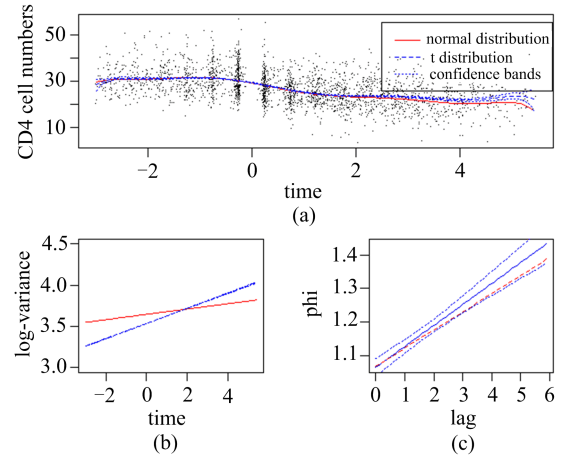 (a)
CD4 cell numbers
50
30
10
normal distribution
t distribution
confidence bands
−2 0 2 4
time
(a)
log-variance
4.5
4.0
3.5
3.0
−2 0 2 4
time
(b)
phi
1.4
1.3
1.2
1.1
0 1 2 3 4 5 6
lag
(c)